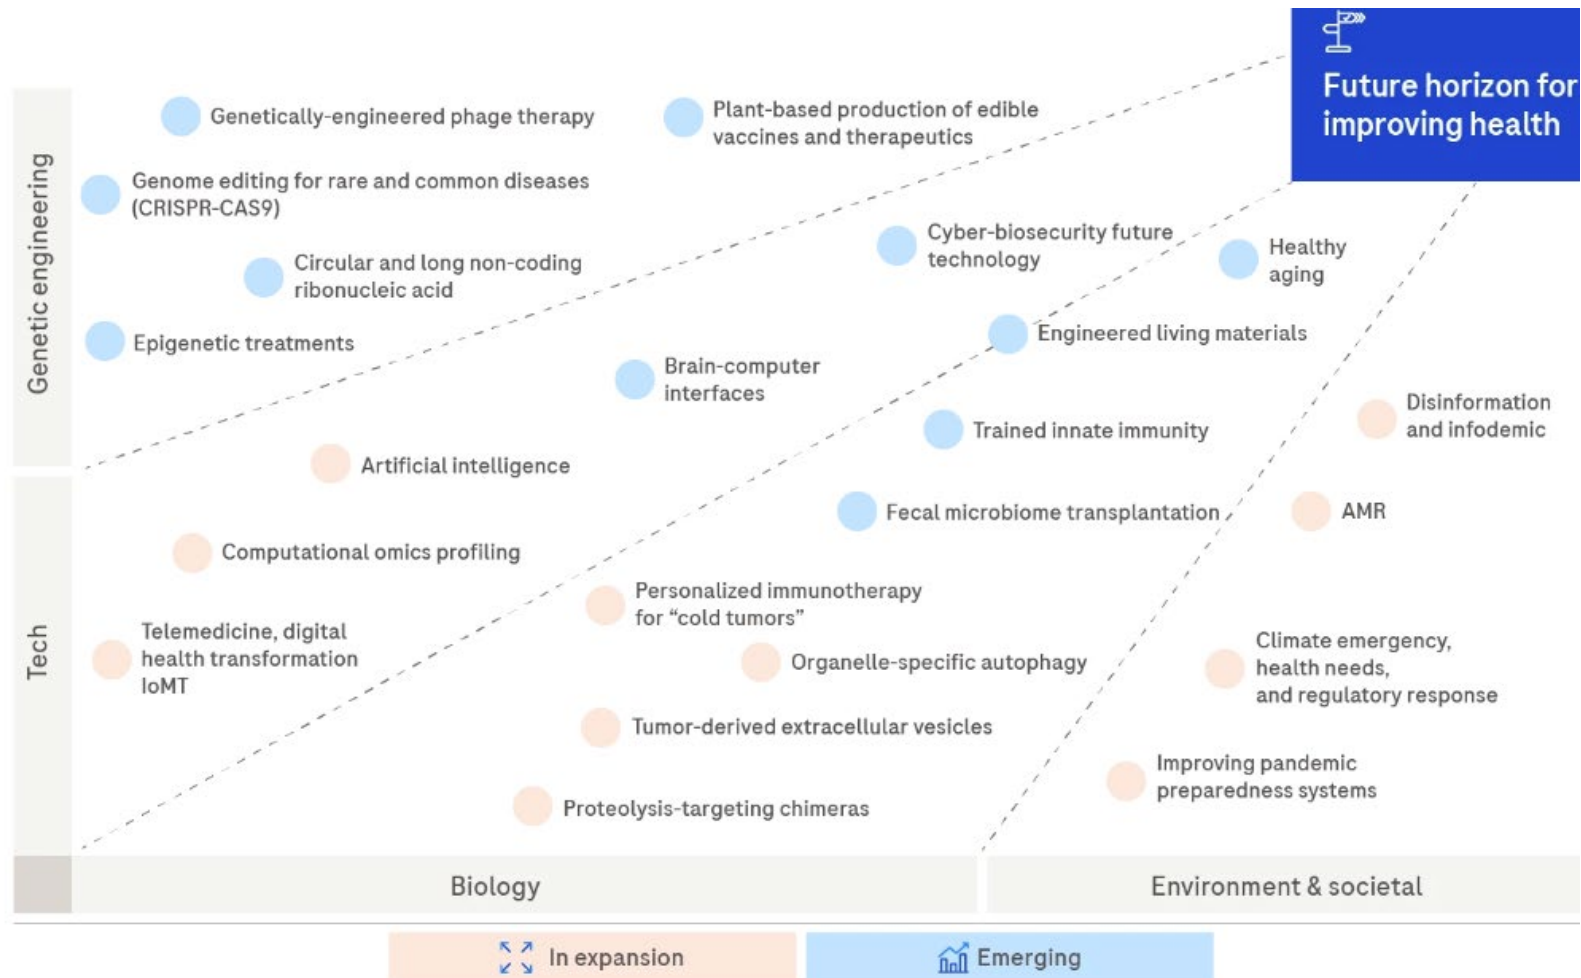 Future horizon for
improving health
Genetic engineering
Genetically-engineered phage therapy
Plant-based production of edible
vaccines and therapeutics
Genome editing for rare and common diseases
(CRISPR-CAS9)
Circular and long non-coding
ribonucleic acid
Epigenetic treatments
Cyber-biosecurity future
technology
Healthy
aging
Engineered living materials
Brain-computer
interfaces
Disinformation
and infodemic
Trained innate immunity
Artificial intelligence
Fecal microbiome transplantation
AMR
Tech
Computational omics profiling
Personalized immunotherapy
for “cold tumors”
Telemedicine, digital
health transformation
IoMT
Organelle-specific autophagy
Climate emergency,
health needs,
and regulatory response
Tumor-derived extracellular vesicles
Improving pandemic
preparedness systems
Proteolysis-targeting chimeras
Biology
Environment & societal
In expansion
Emerging